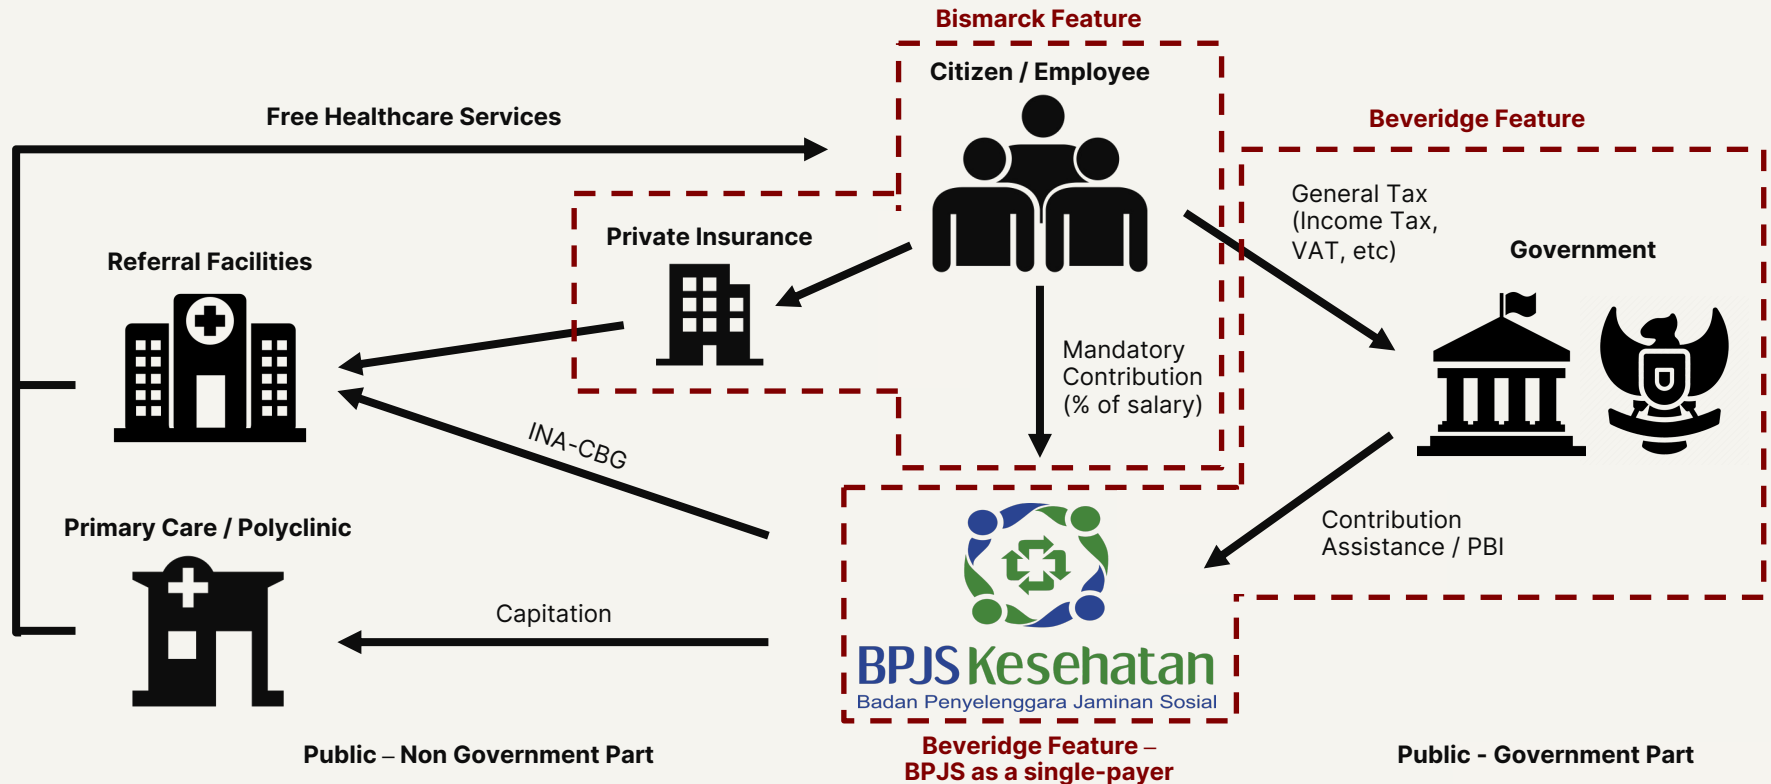 Bismarck Feature
Citizen / Employee
Free Healthcare Services
Beveridge Feature
General Tax
(Income Tax,
VAT, etc)
Private Insurance
Government
Referral Facilities
Mandatory
Contribution
(% of salary)
INA-CBG
Primary Care / Polyclinic
Contribution
Assistance / PBI
Capitation
BPJS Kesehatan
Badan Penyelenggara Jaminan Sosial
Public – Non Government Part
Beveridge Feature –
BPJS as a single-payer
Public - Government Part